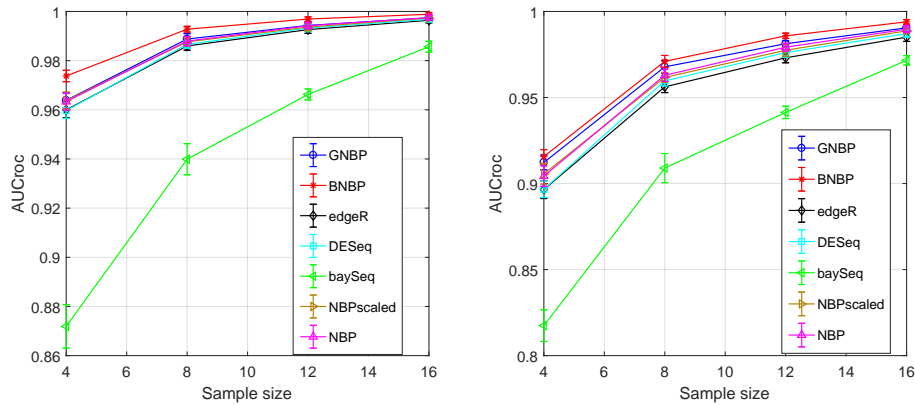 1
0.98
0.96
0.94
0.92
0.9
0.88
0.86
AUCroc
4 6 8 10 12 14 16
Sample size
GNBP
BNBP
edgeR
DESeq
baySeq
NBPscaled
NBP
1
0.95
0.9
0.85
0.8
AUCroc
4 6 8 10 12 14 16
Sample size
GNBP
BNBP
edgeR
DESeq
baySeq
NBPscaled
NBP